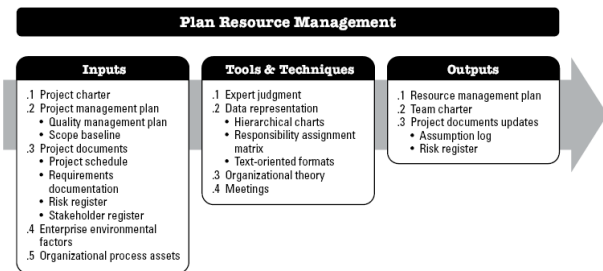 Plan Resource Management
Inputs
.1 Project charter
.2 Project management plan
• Quality management plan
• Scope baseline
.3 Project documents
• Project schedule
• Requirements
documentation
• Risk register
• Stakeholder register
.4 Enterprise environmental
factors
.5 Organizational process assets
Tools & Techniques
.1 Expert judgment
.2 Data representation
• Hierarchical charts
• Responsibility assignment
matrix
• Text-oriented formats
.3 Organizational theory
.4 Meetings
Outputs
.1 Resource management plan
.2 Team charter
.3 Project documents updates
• Assumption log
• Risk register